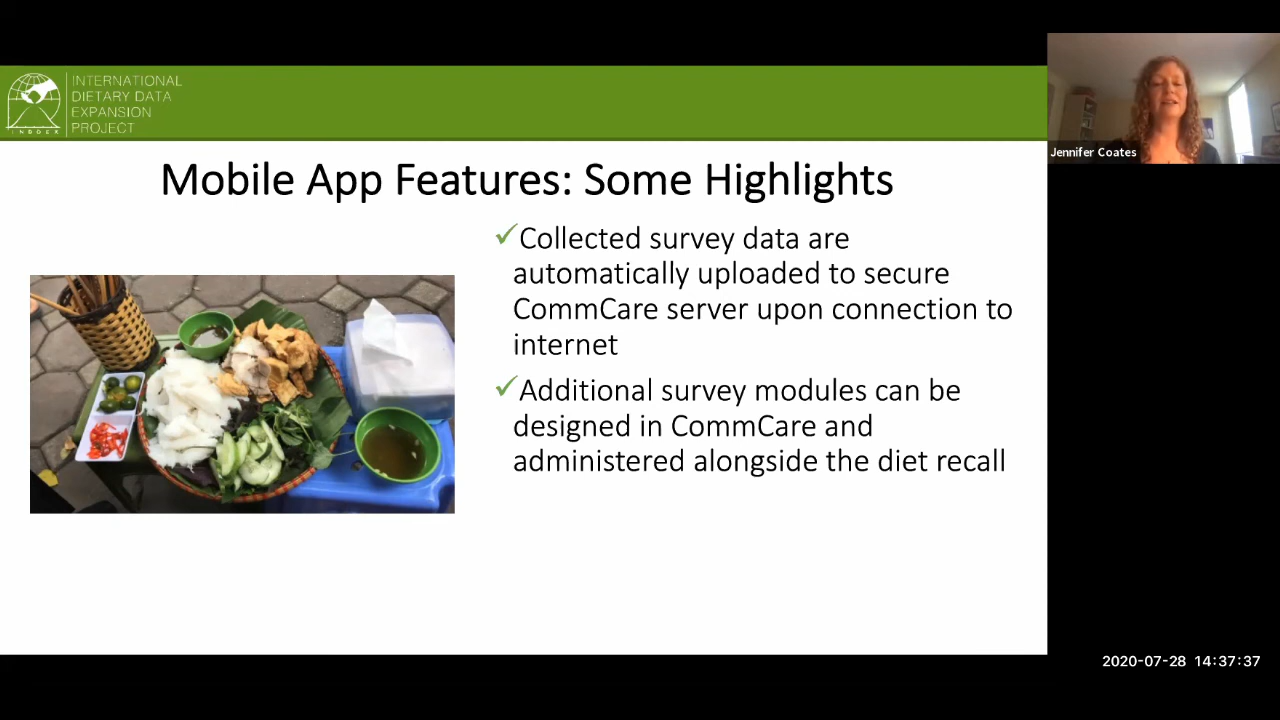 INTERNATIONAL
DIETARY DATA
EXPANSION
PROJECT
INDDEX
Jennifer Coates
Mobile App Features: Some Highlights
✓Collected survey data are
automatically uploaded to secure
CommCare server upon connection to
internet
✓Additional survey modules can be
designed in CommCare and
administered alongside the diet recall
2020-07-28 14:37:37